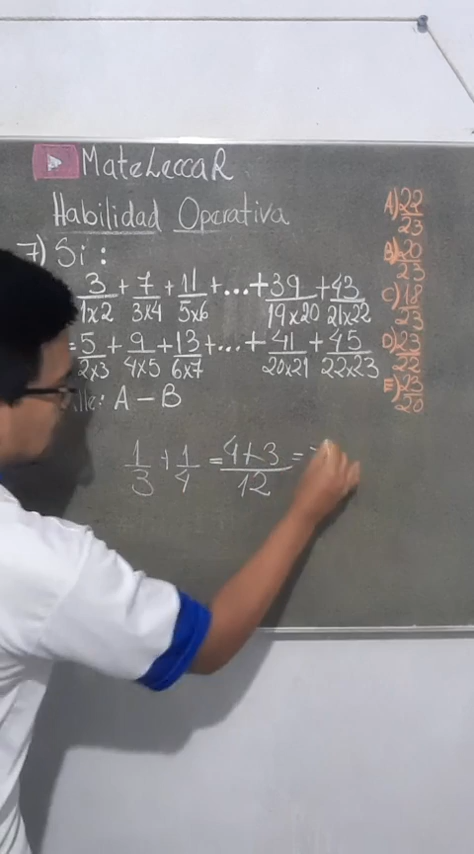 MateLeccaR
Habilidad Operativa
7) Si :
3/1x2 + 7/3x4 + 11/5x6 +...+ 39/19x20 + 43/21x22
= 5/2x3 + 9/4x5 + 13/6x7 +...+ 41/20x21 + 45/22x23
: A - B
1/3 + 1/4 = 4+3/12 =
A) 22/23
B) 20/23
C) 18/23
D) 23/22
E) 23/20